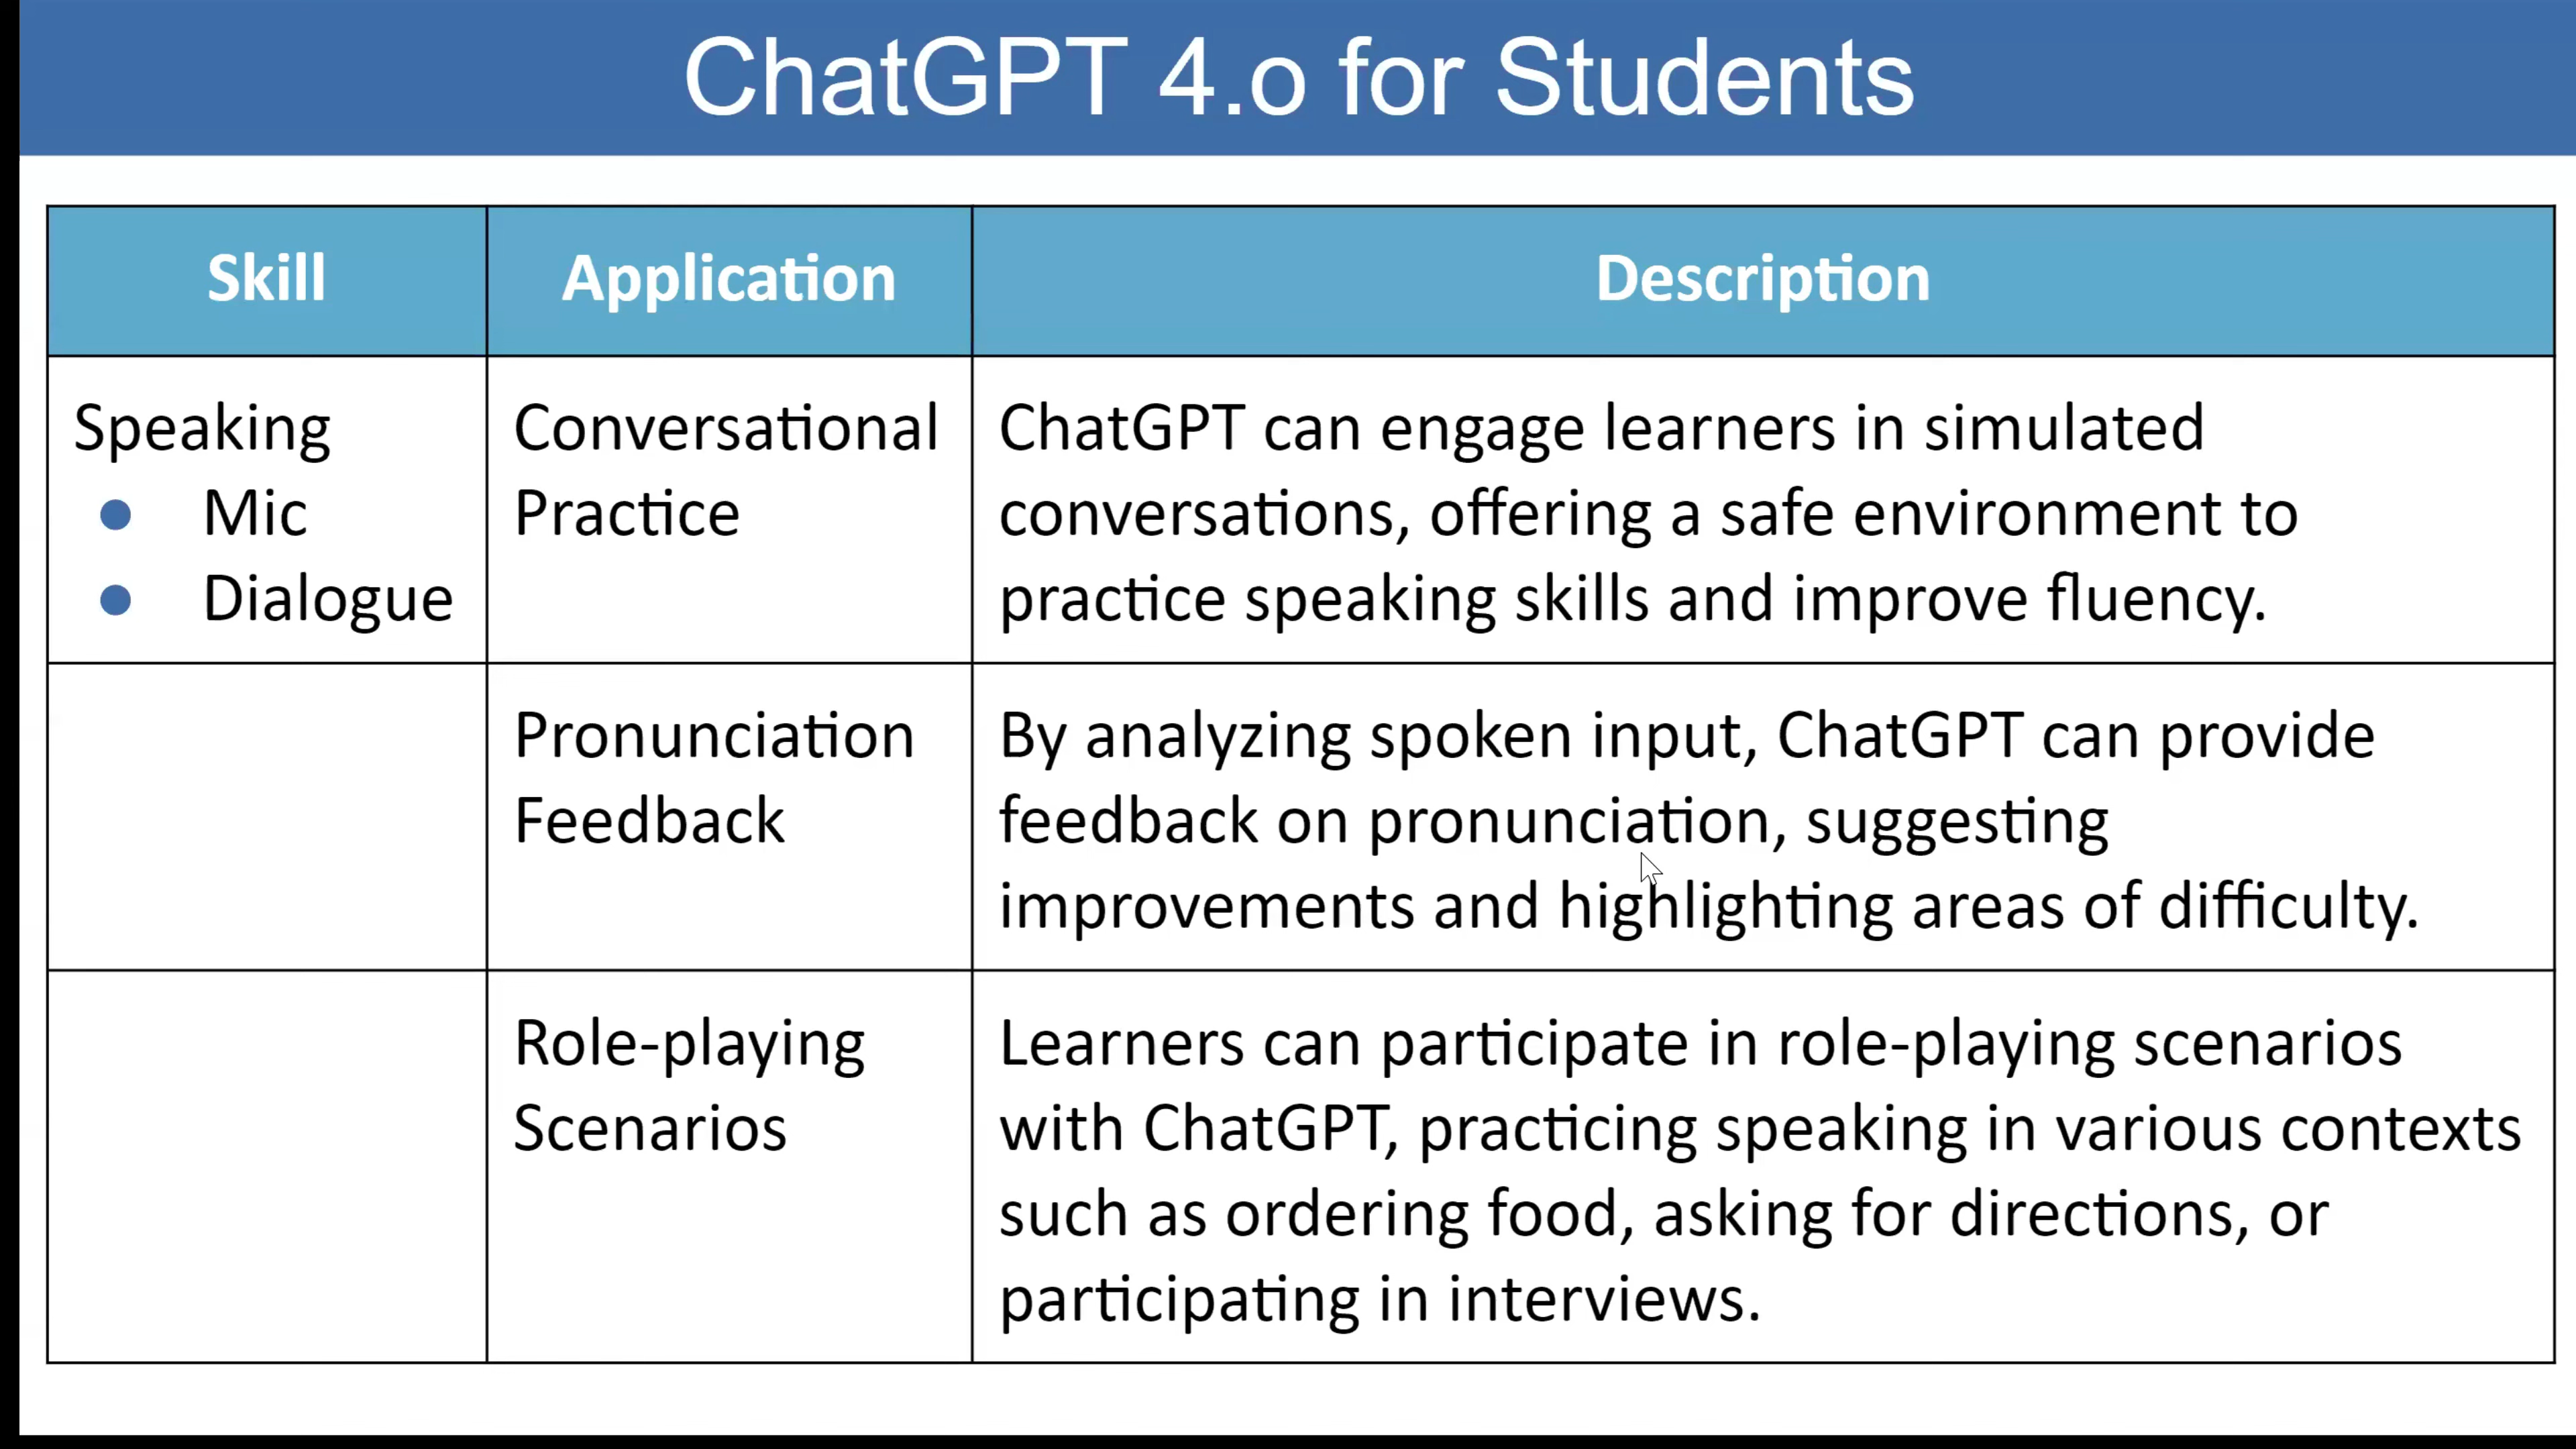 ChatGPT 4.o for Students
Skill
Application
Description
Speaking
● Mic
● Dialogue
Conversational
Practice
ChatGPT can engage learners in simulated
conversations, offering a safe environment to
practice speaking skills and improve fluency.
Pronunciation
Feedback
By analyzing spoken input, ChatGPT can provide
feedback on pronunciation, suggesting
improvements and highlighting areas of difficulty.
Role-playing
Scenarios
Learners can participate in role-playing scenarios
with ChatGPT, practicing speaking in various contexts
such as ordering food, asking for directions, or
participating in interviews.